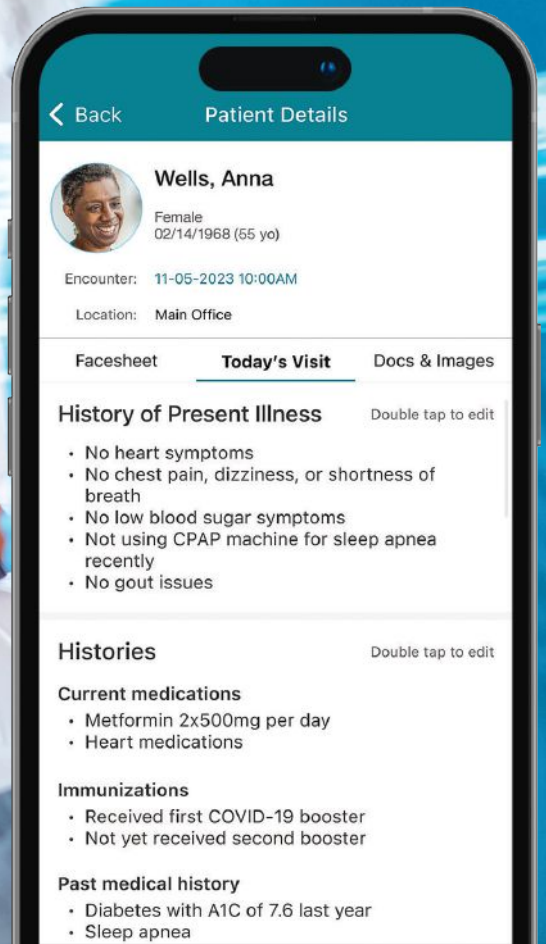 Back
Patient Details
Wells, Anna
Female
02/14/1968 (55 yo)
Encounter: 11-05-2023 10:00AM
Location: Main Office
Facesheet Today's Visit Docs & Images
History of Present Illness Double tap to edit
• No heart symptoms
• No chest pain, dizziness, or shortness of
breath
• No low blood sugar symptoms
• Not using CPAP machine for sleep apnea
recently
• No gout issues
Histories Double tap to edit
Current medications
• Metformin 2x500mg per day
• Heart medications
Immunizations
• Received first COVID-19 booster
• Not yet received second booster
Past medical history
• Diabetes with A1C of 7.6 last year
• Sleep apnea